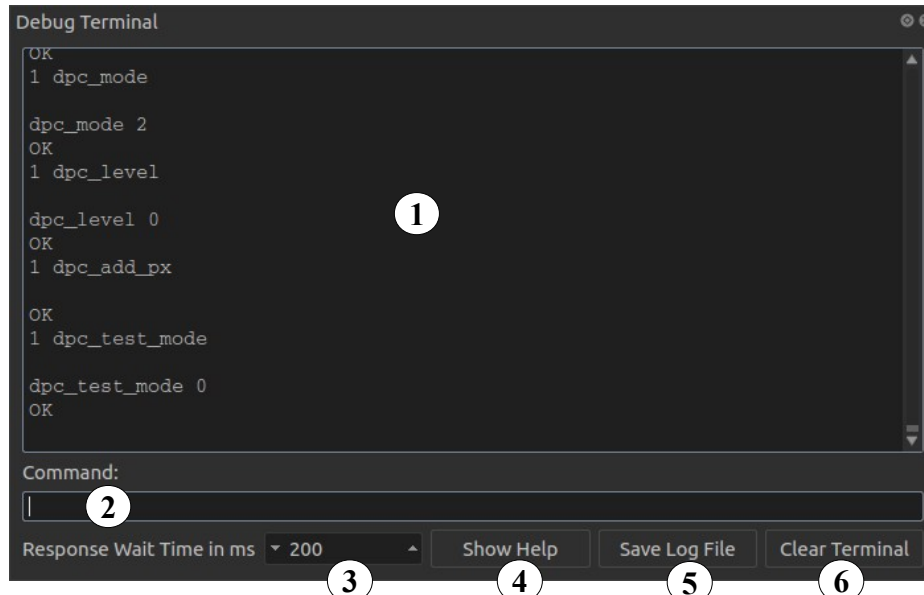 Debug Terminal
OK
1 dpc_mode
dpc_mode 2
OK
1 dpc_level
dpc_level 0
OK
1 dpc_add_px
OK
1 dpc_test_mode
dpc_test_mode 0
OK
1
Command:
2
Response Wait Time in ms 200 Show Help Save Log File Clear Terminal
3 4 5 6